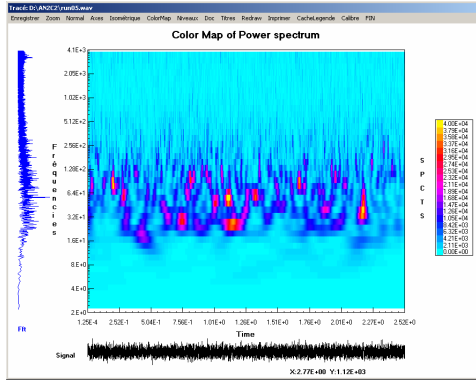 Tracé: D:\AN2C2\run05.wav
Enregistrer Zoom Normal Axes Isométrique ColorMap Niveaux Doc Titres Redraw Imprimer CacheLegende Calibre FIN
Color Map of Power spectrum
4.1E+3
2.05E+3
1.02E+3
5.12E+2
2.56E+2
1.28E+2
6.4E+1
3.2E+1
1.6E+1
8.E+0
4.E+0
2.E+0
Fréquencies
Fft
1.25E-4 2.52E-1 5.04E-1 7.56E-1 1.01E+0 1.26E+0 1.51E+0 1.76E+0 2.01E+0 2.27E+0 2.52E+0
Time
SPCTS
4.00E+04
3.79E+04
3.58E+04
3.37E+04
3.16E+04
2.95E+04
2.74E+04
2.53E+04
2.11E+04
1.89E+04
1.68E+04
1.47E+04
1.26E+04
1.05E+04
8.42E+03
6.32E+03
4.21E+03
2.11E+03
0.00E+00
Signal
X:2.77E+00 Y:1.12E+03